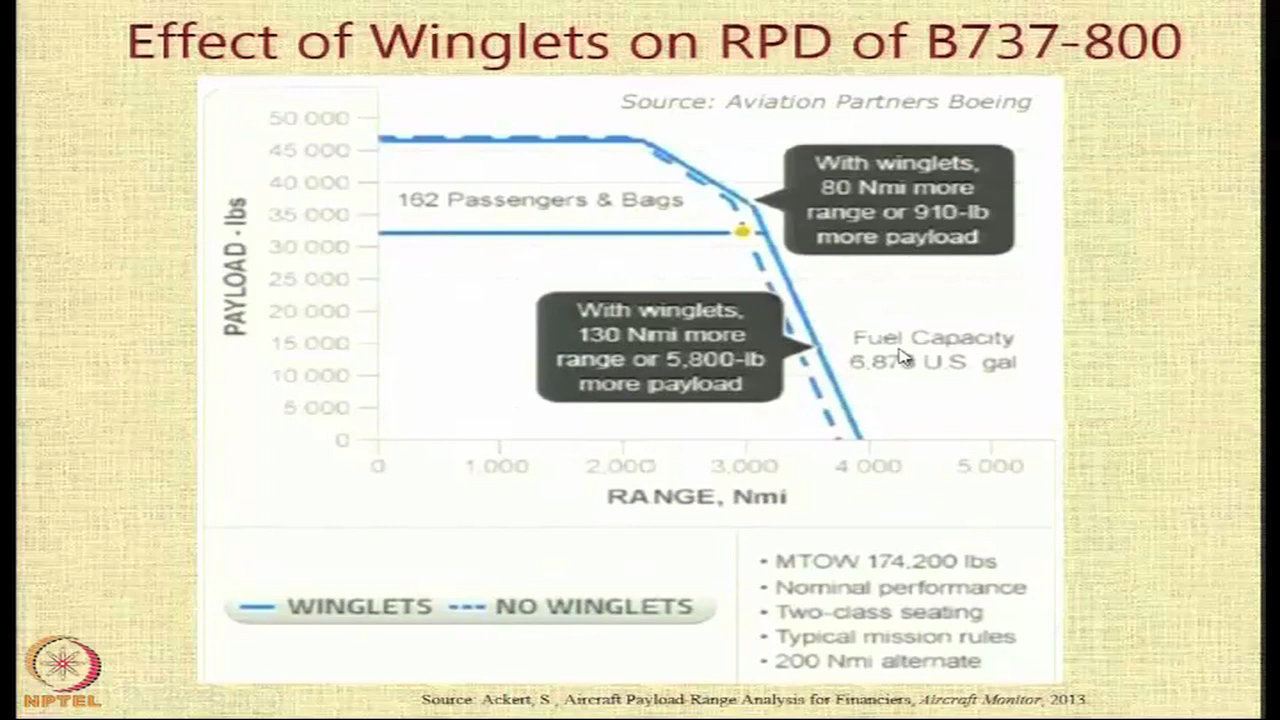 Effect of Winglets on RPD of B737-800
Source: Aviation Partners Boeing
50 000
45 000
40 000
35 000
30 000
25 000
20 000
15 000
10 000
5 000
0
PAYLOAD - lbs
162 Passengers & Bags
With winglets,
80 Nmi more
range or 910-lb
more payload
With winglets,
130 Nmi more
range or 5,800-lb
more payload
Fuel Capacity
U.S. gal
0
1 000
2,000
3,000
4 000
5 000
RANGE, Nmi
WINGLETS
NO WINGLETS
• MTOW 174,200 lbs
• Nominal performance
• Two-class seating
• Typical mission rules
• 200 Nmi alternate
NPTEL
Source: Ackert, S , Aircraft Payload-Range Analysis for Financiers, Aircraft Monitor, 2013